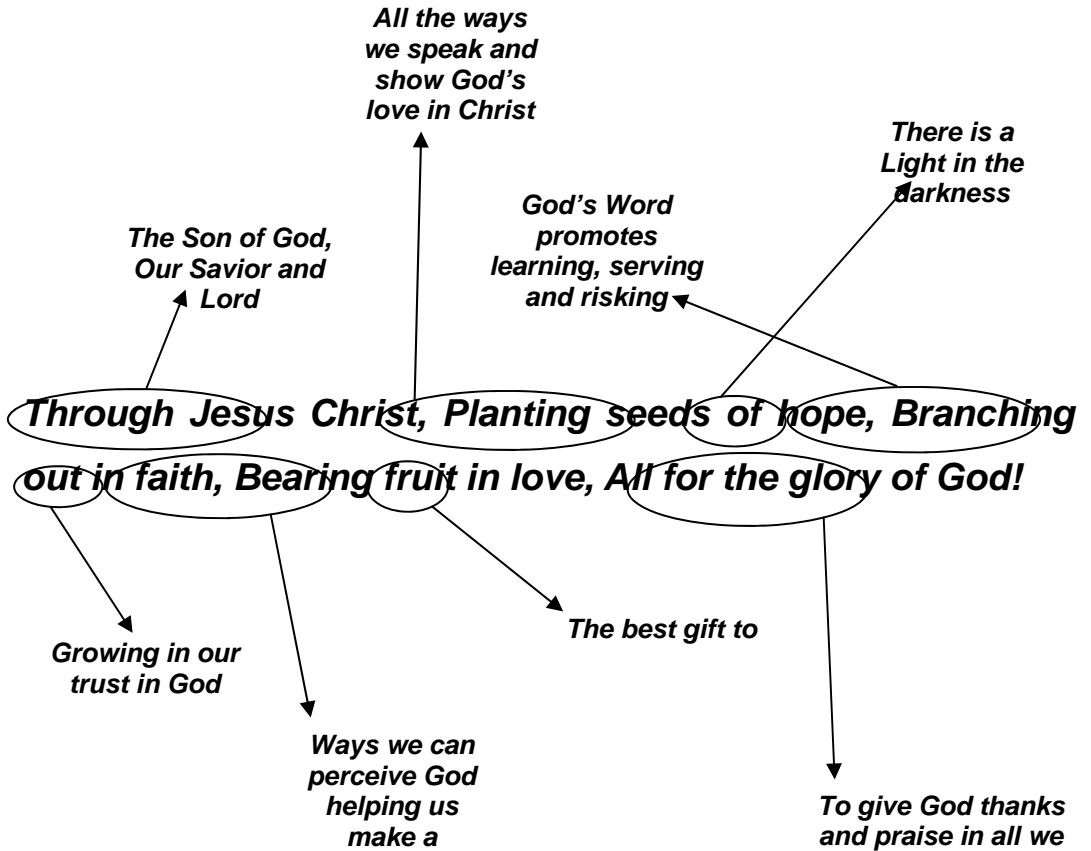 All the ways
we speak and
show God's
love in Christ
There is a
Light in the
darkness
God's Word
promotes
learning, serving
and risking
The Son of God,
Our Savior and
Lord
Through Jesus Christ, Planting seeds of hope, Branching
out in faith, Bearing fruit in love, All for the glory of God!
The best gift to
Growing in our
trust in God
Ways we can
perceive God
helping us
make a
To give God thanks
and praise in all we